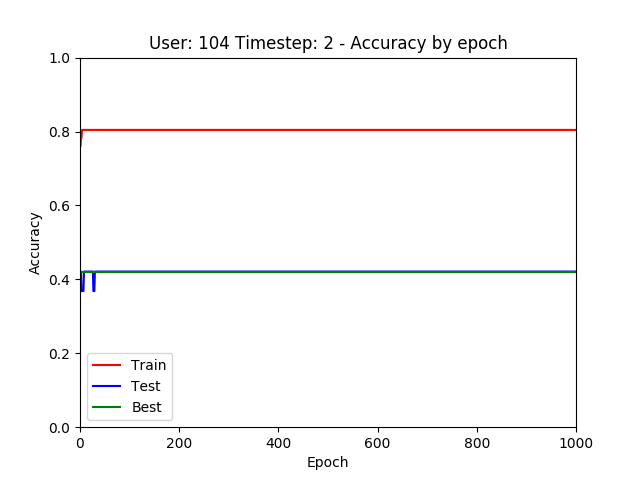 User: 104 Timestep: 2 - Accuracy by epoch
1.0
0.8
0.6
0.4
0.2
0.0
Accuracy
Train
Test
Best
0 200 400 600 800 1000
Epoch